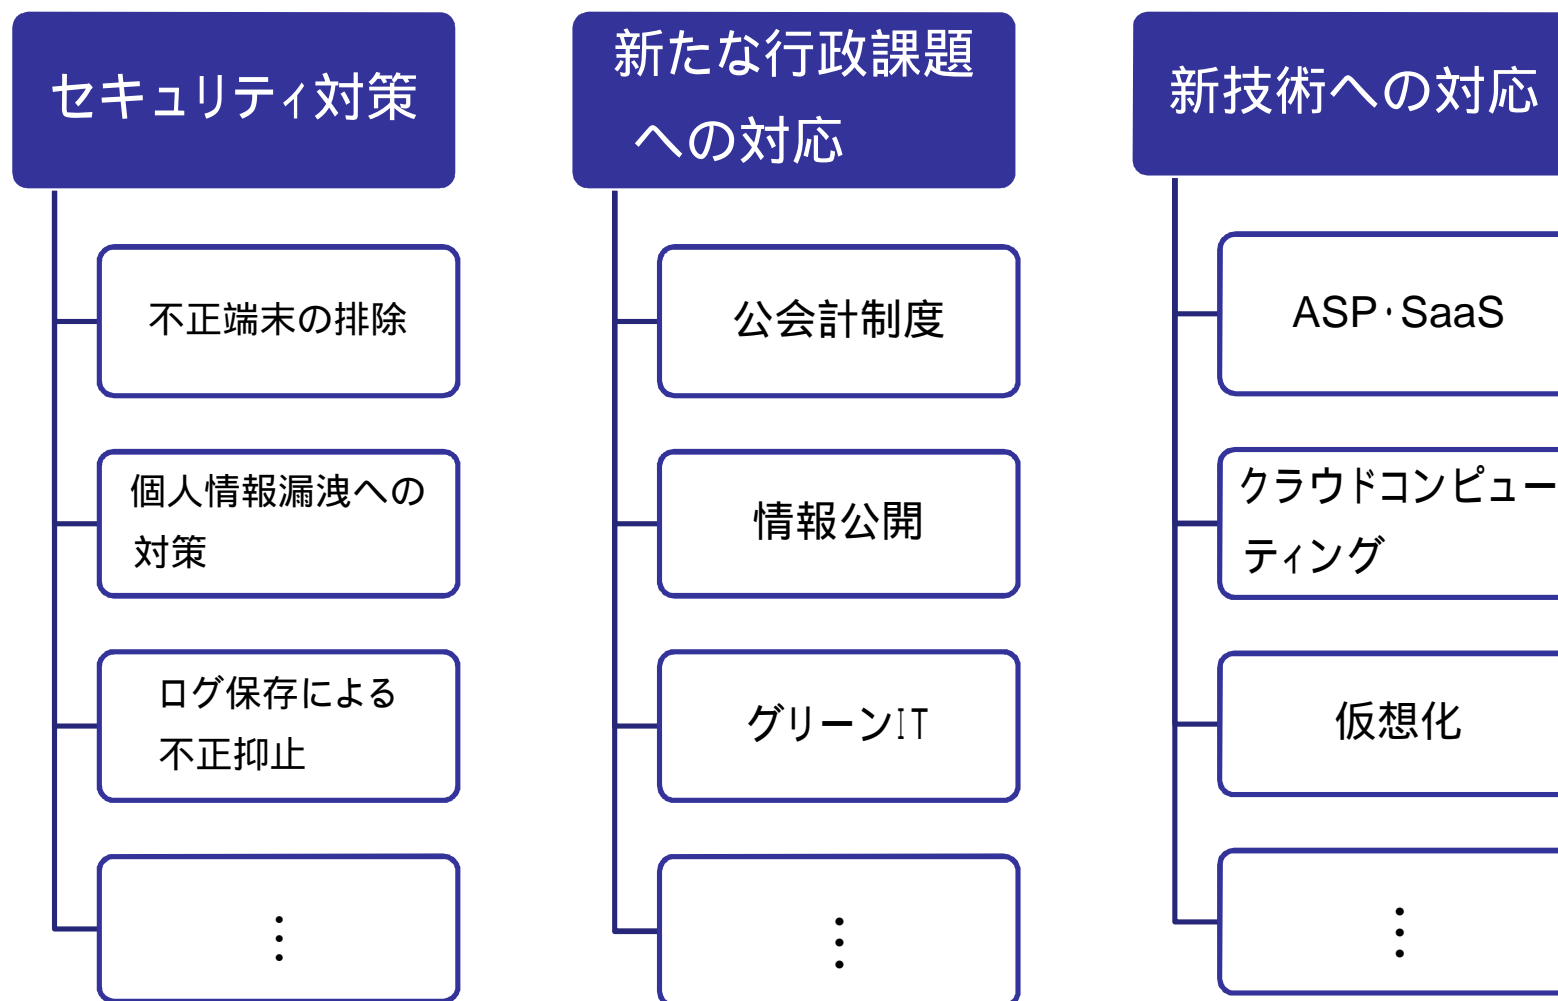 セキュリティ対策
不正端末の排除
個人情報漏洩への
対策
ログ保存による
不正抑止
⋮
新たな行政課題
への対応
公会計制度
情報公開
グリーンIT
⋮
新技術への対応
ASP・SaaS
クラウドコンピュー
ティング
仮想化
⋮